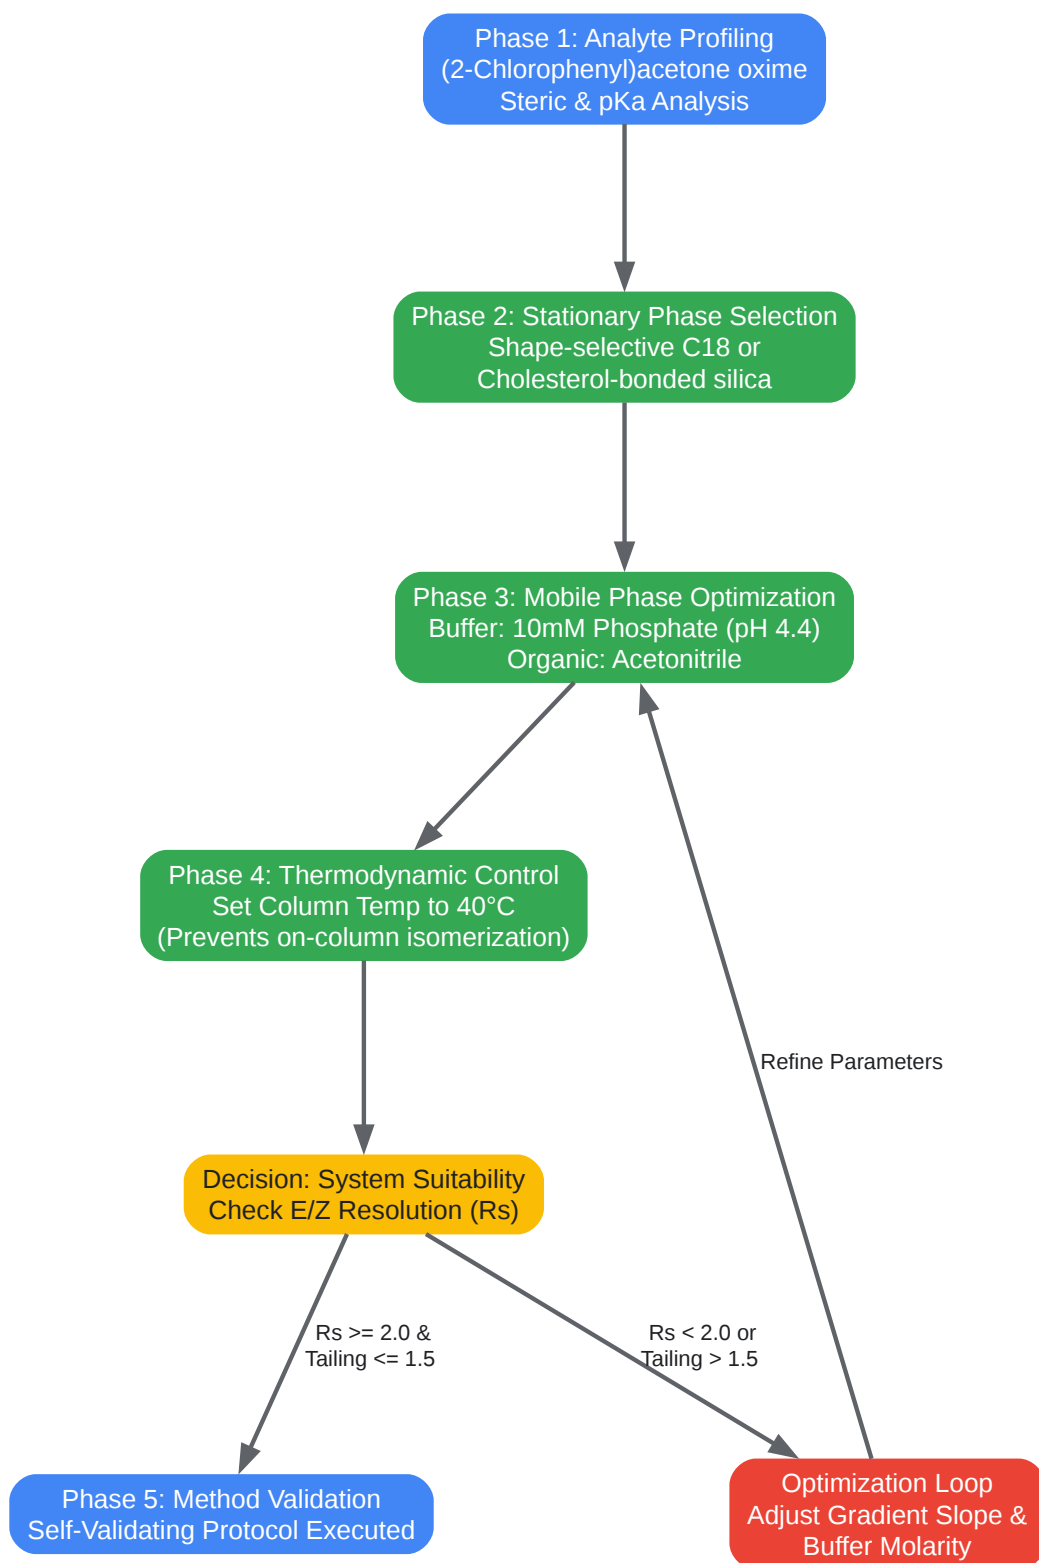 Phase 1: Analyte Profiling
(2-Chlorophenyl)acetone oxime
Steric & pKa Analysis
Phase 2: Stationary Phase Selection
Shape-selective C18 or
Cholesterol-bonded silica
Phase 3: Mobile Phase Optimization
Buffer: 10mM Phosphate (pH 4.4)
Organic: Acetonitrile
Phase 4: Thermodynamic Control
Set Column Temp to 40°C
(Prevents on-column isomerization)
Refine Parameters
Decision: System Suitability
Check E/Z Resolution (Rs)
Rs >= 2.0 &
Tailing <= 1.5
Rs < 2.0 or
Tailing > 1.5
Phase 5: Method Validation
Self-Validating Protocol Executed
Optimization Loop
Adjust Gradient Slope &
Buffer Molarity